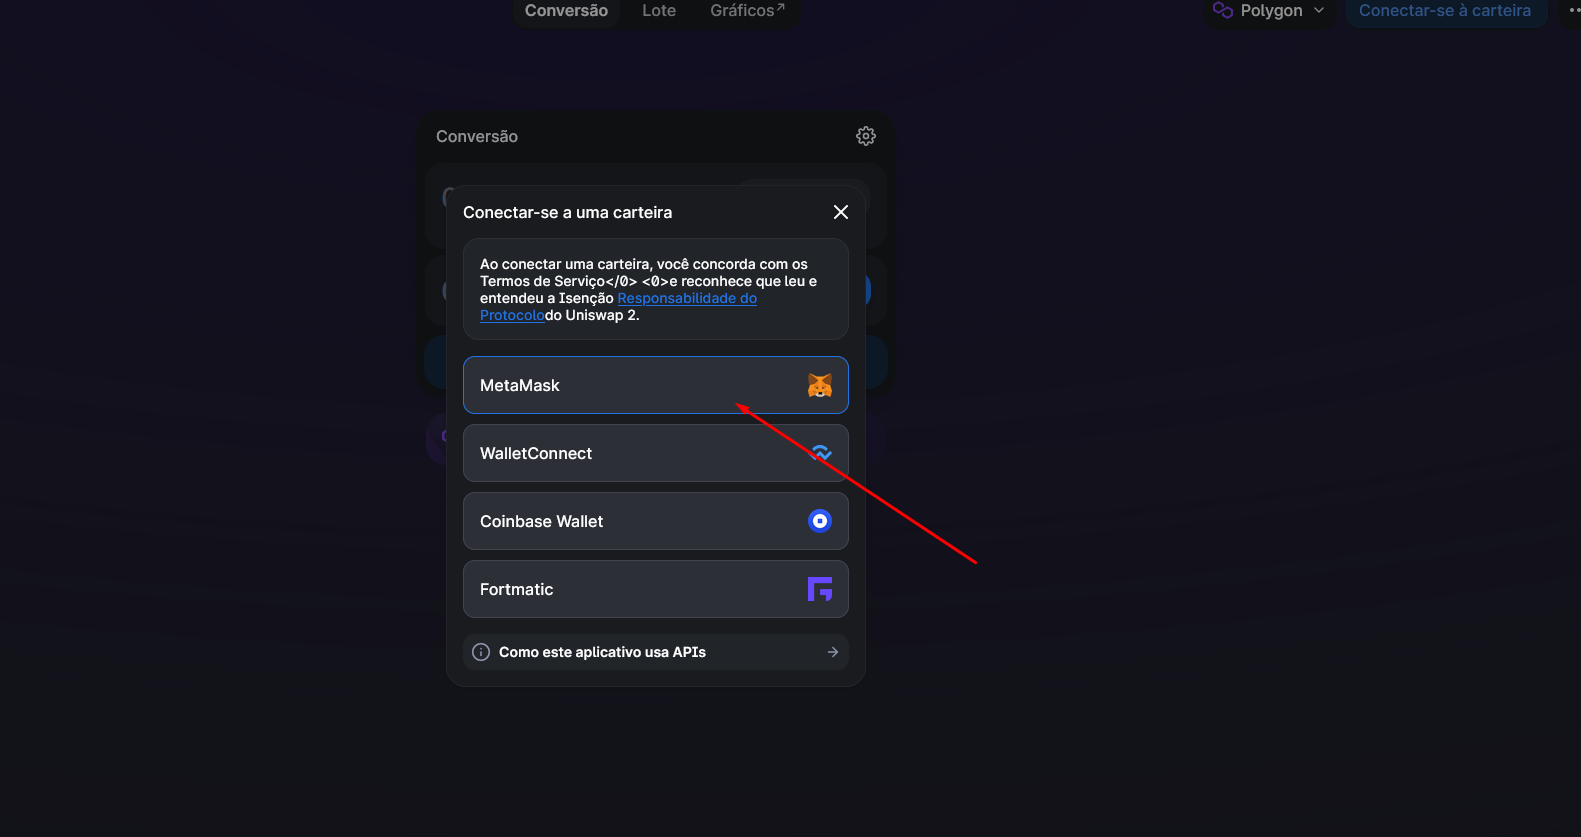 Conversão Lote Gráficos↗ Polygon Conectar-se à carteira
Conversão
Conectar-se a uma carteira
Ao conectar uma carteira, você concorda com os
Termos de Serviço</0> <0>e reconhece que leu e
entendeu a Isenção Responsabilidade do
Protocolodo Uniswap 2.
MetaMask
WalletConnect
Coinbase Wallet
Fortmatic
Como este aplicativo usa APIs